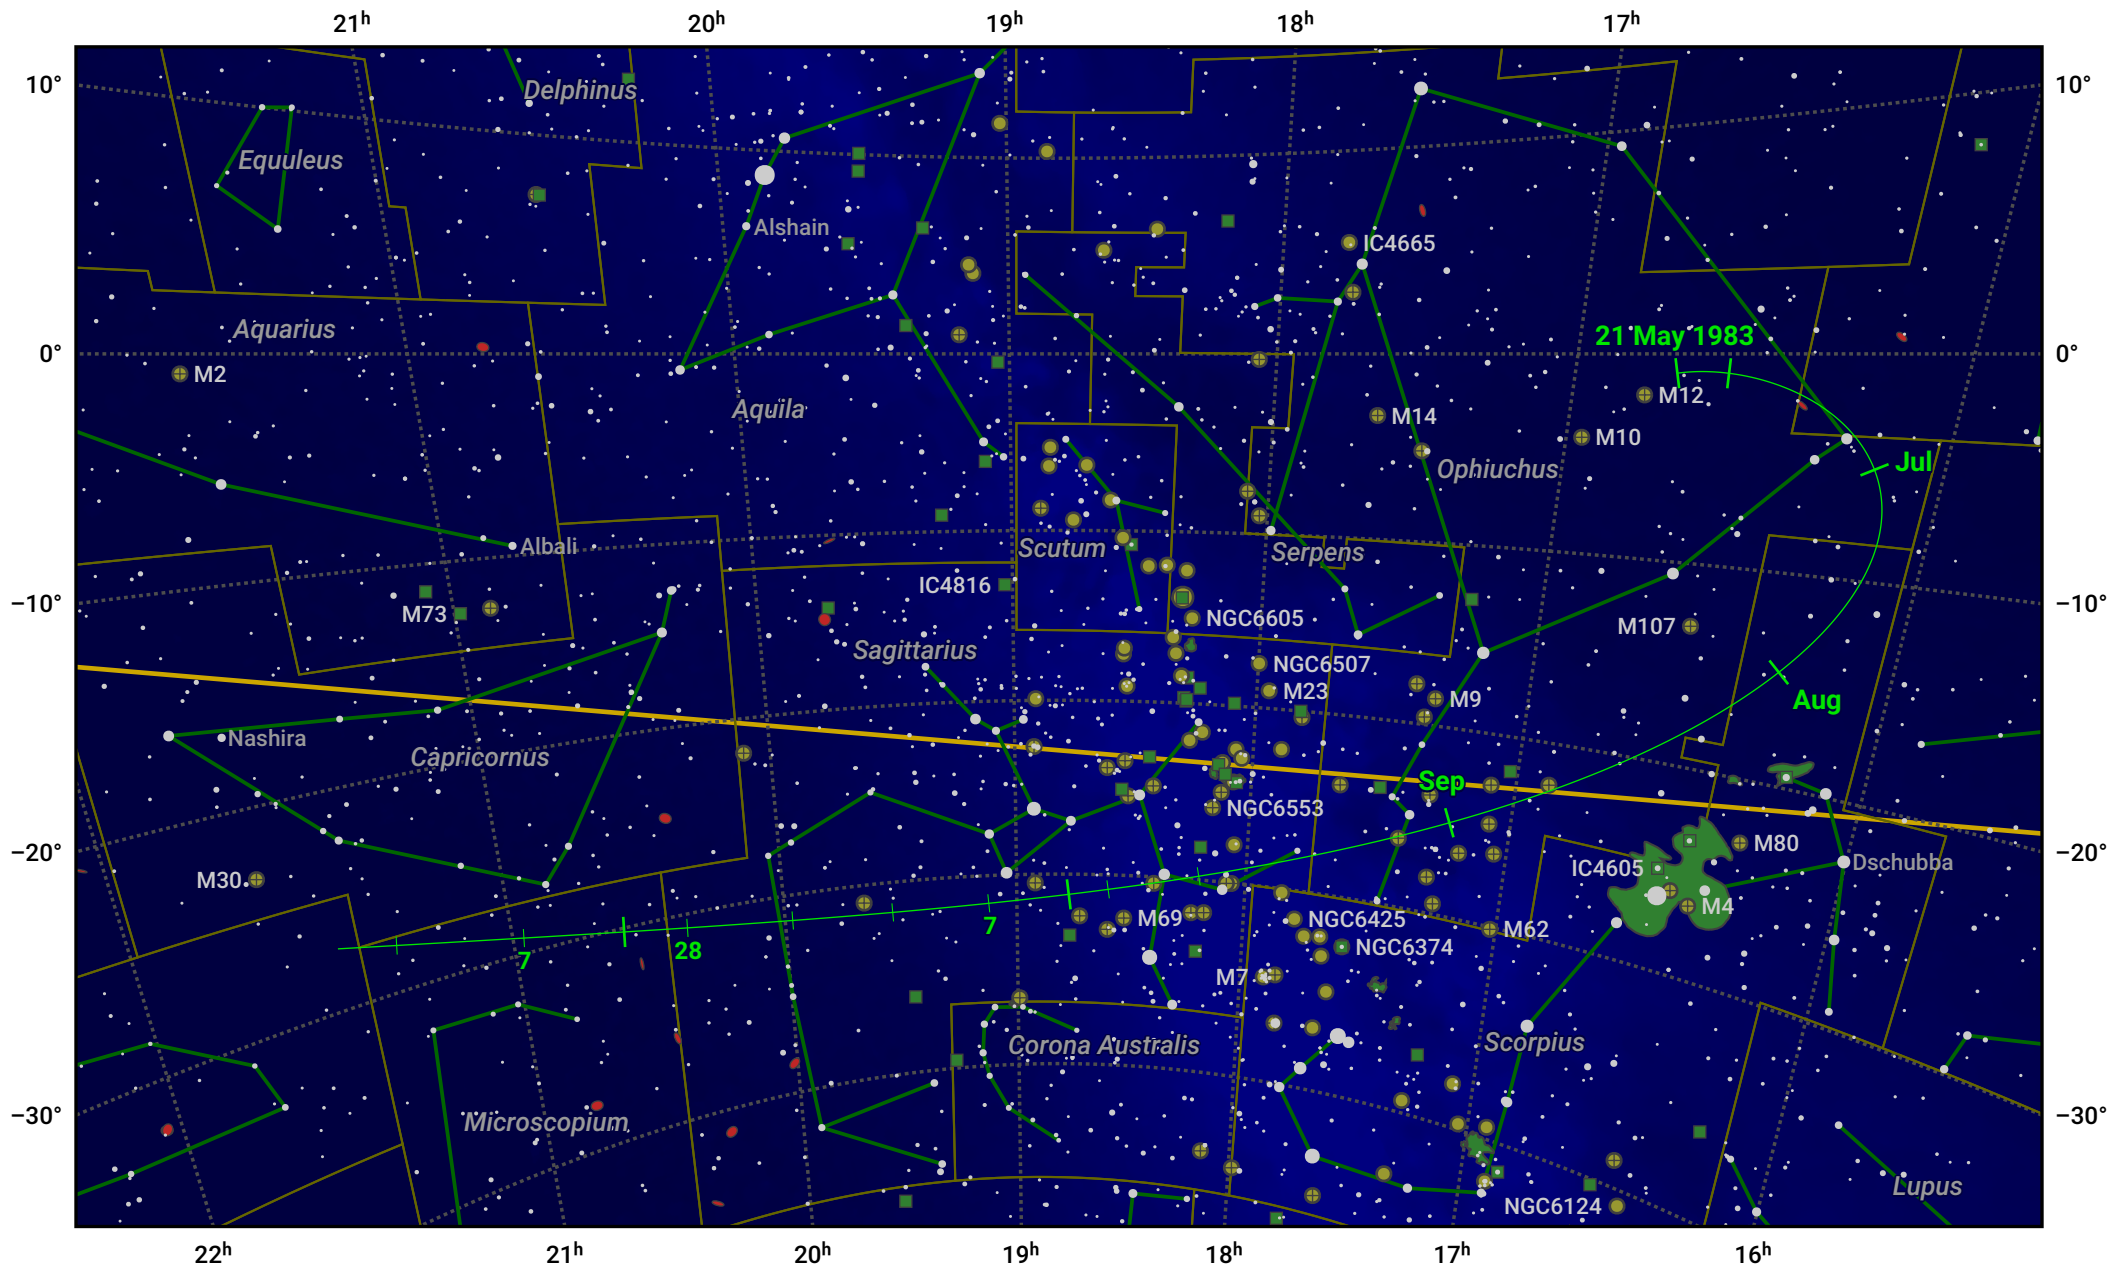 21ʰ 20ʰ 19ʰ 18ʰ 17ʰ
10° Delphinus 10°
Equuleus
Alshain
IC4665
Aquarius 21 May 1983
0° 0°
M2 M12
Aquila M14 M10
Ophiuchus Jul
Albali Scutum Serpens
IC4816
−10° −10°
M73 NGC6605 M107
Sagittarius NGC6507
M23 M9 Aug
Nashira
Capricornus Sep
NGC6553
M80
−20° −20°
IC4605 Dschubba
M30
M69 M4
7 NGC6425 M62
28 NGC6374
7 M7
Corona Australis Scorpius
−30° −30°
Microscopium
Lupus
NGC6124
22ʰ 21ʰ 20ʰ 19ʰ 18ʰ 17ʰ 16ʰ